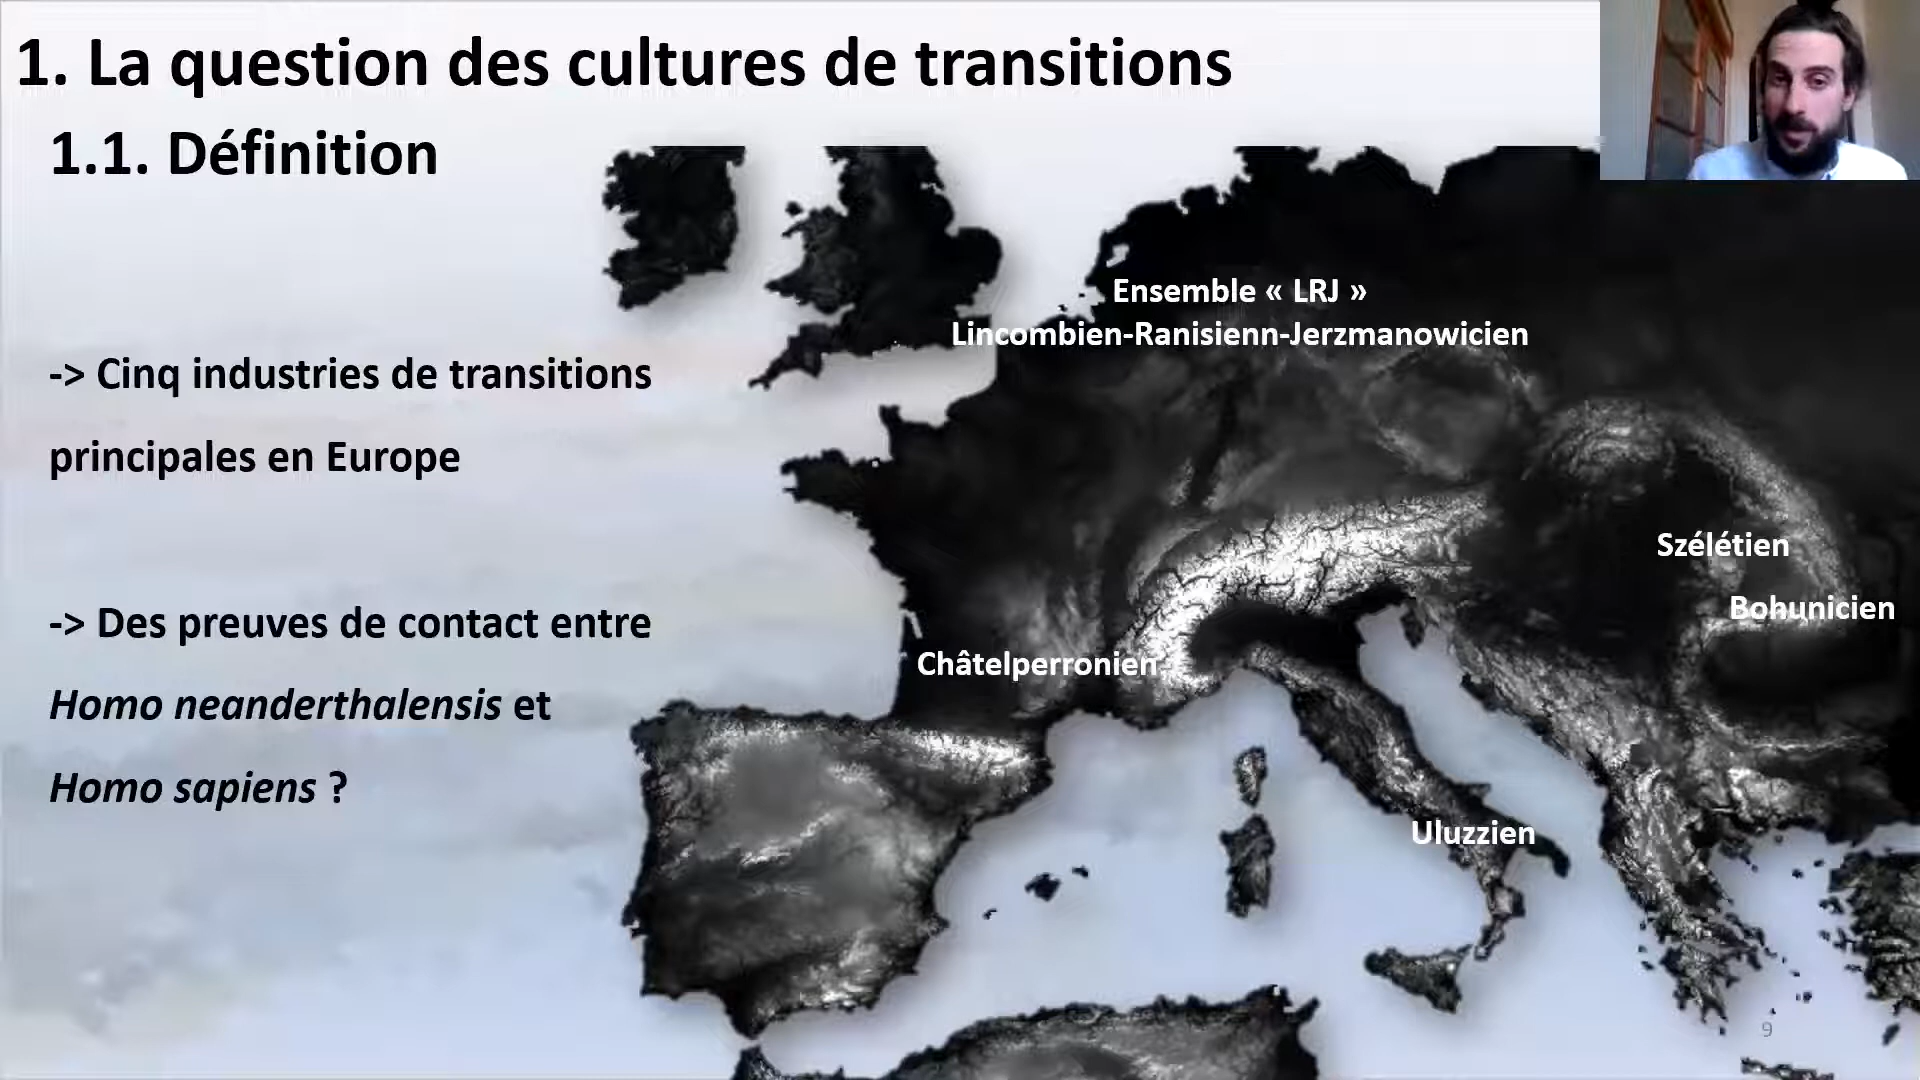 1. La question des cultures de transitions
1.1. Définition
-> Cinq industries de transitions
principales en Europe
-> Des preuves de contact entre
Homo neanderthalensis et
Homo sapiens ?
Ensemble « LRJ »
Lincombien-Ranisienn-Jerzmanowicien
Szélétien
Bohunicien
Châtelperronien
Uluzzien
9